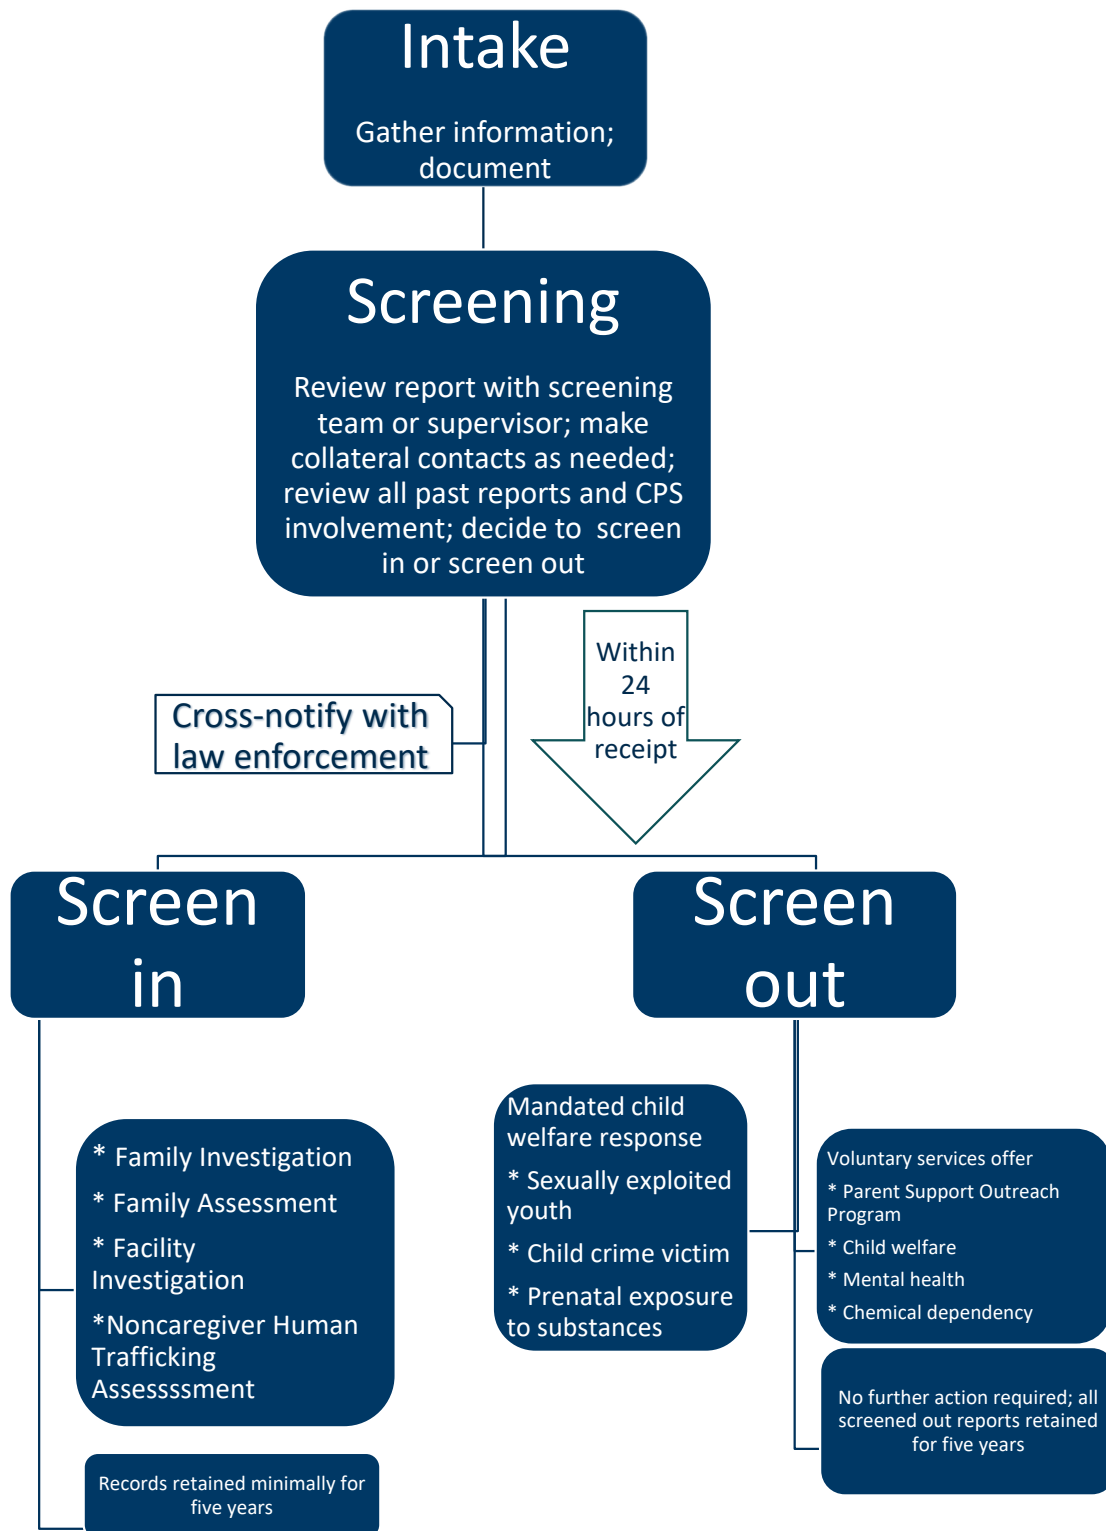 Intake
Gather information;
document
Screening
Review report with screening
team or supervisor; make
collateral contacts as needed;
review all past reports and CPS
involvement; decide to screen
in or screen out
Within
24
hours of
receipt
Cross-notify with
law enforcement
Screen
in
Screen
out
* Family Investigation
* Family Assessment
* Facility
Investigation
*Noncaregiver Human
Trafficking
Assesssment
Records retained minimally for
five years
Mandated child
welfare response
* Sexually exploited
youth
* Child crime victim
* Prenatal exposure
to substances
Voluntary services offer
* Parent Support Outreach
Program
* Child welfare
* Mental health
* Chemical dependency
No further action required; all
screened out reports retained
for five years